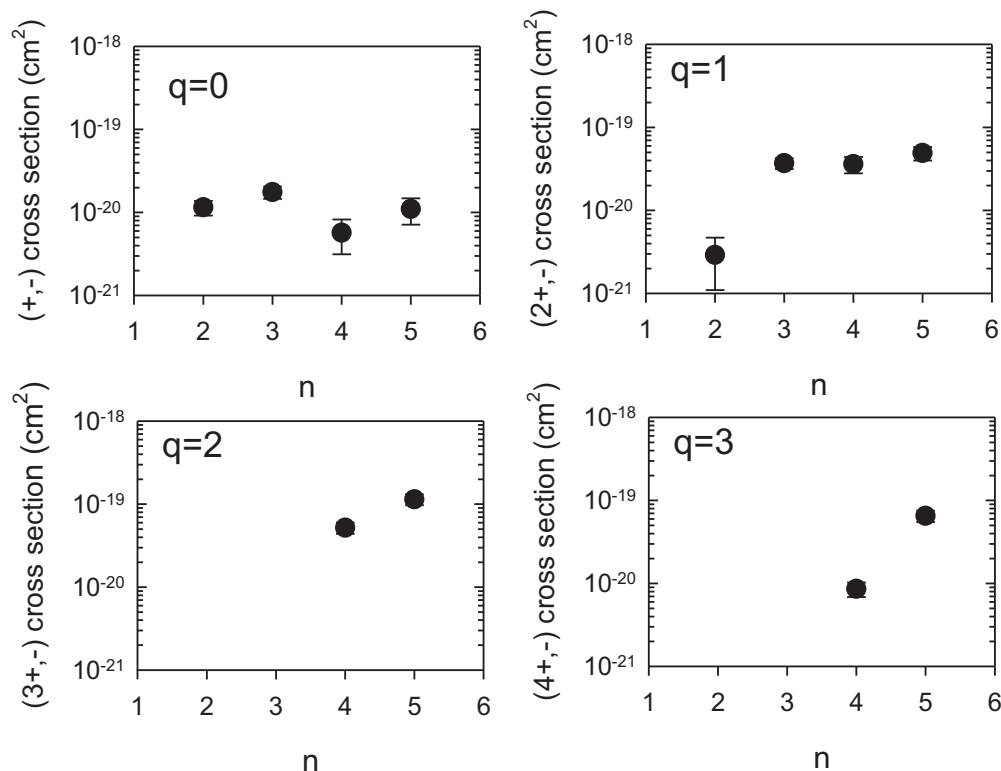 (+,-) cross section (cm²)
10⁻¹⁸
10⁻¹⁹
10⁻²⁰
10⁻²¹
q=0
1 2 3 4 5 6
n
(2+,-) cross section (cm²)
10⁻¹⁸
10⁻¹⁹
10⁻²⁰
10⁻²¹
q=1
1 2 3 4 5 6
n
(3+,-) cross section (cm²)
10⁻¹⁸
10⁻¹⁹
10⁻²⁰
10⁻²¹
q=2
1 2 3 4 5 6
n
(4+,-) cross section (cm²)
10⁻¹⁸
10⁻¹⁹
10⁻²⁰
10⁻²¹
q=3
1 2 3 4 5 6
n